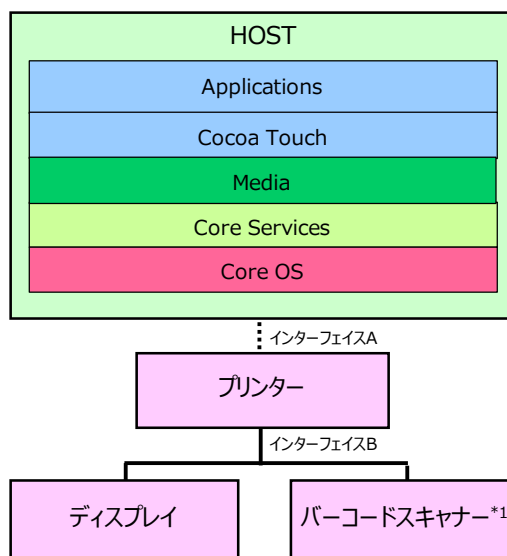 HOST
Applications
Cocoa Touch
Media
Core Services
Core OS
インターフェイスA
プリンター
インターフェイスB
ディスプレイ
バーコードスキャナー*1